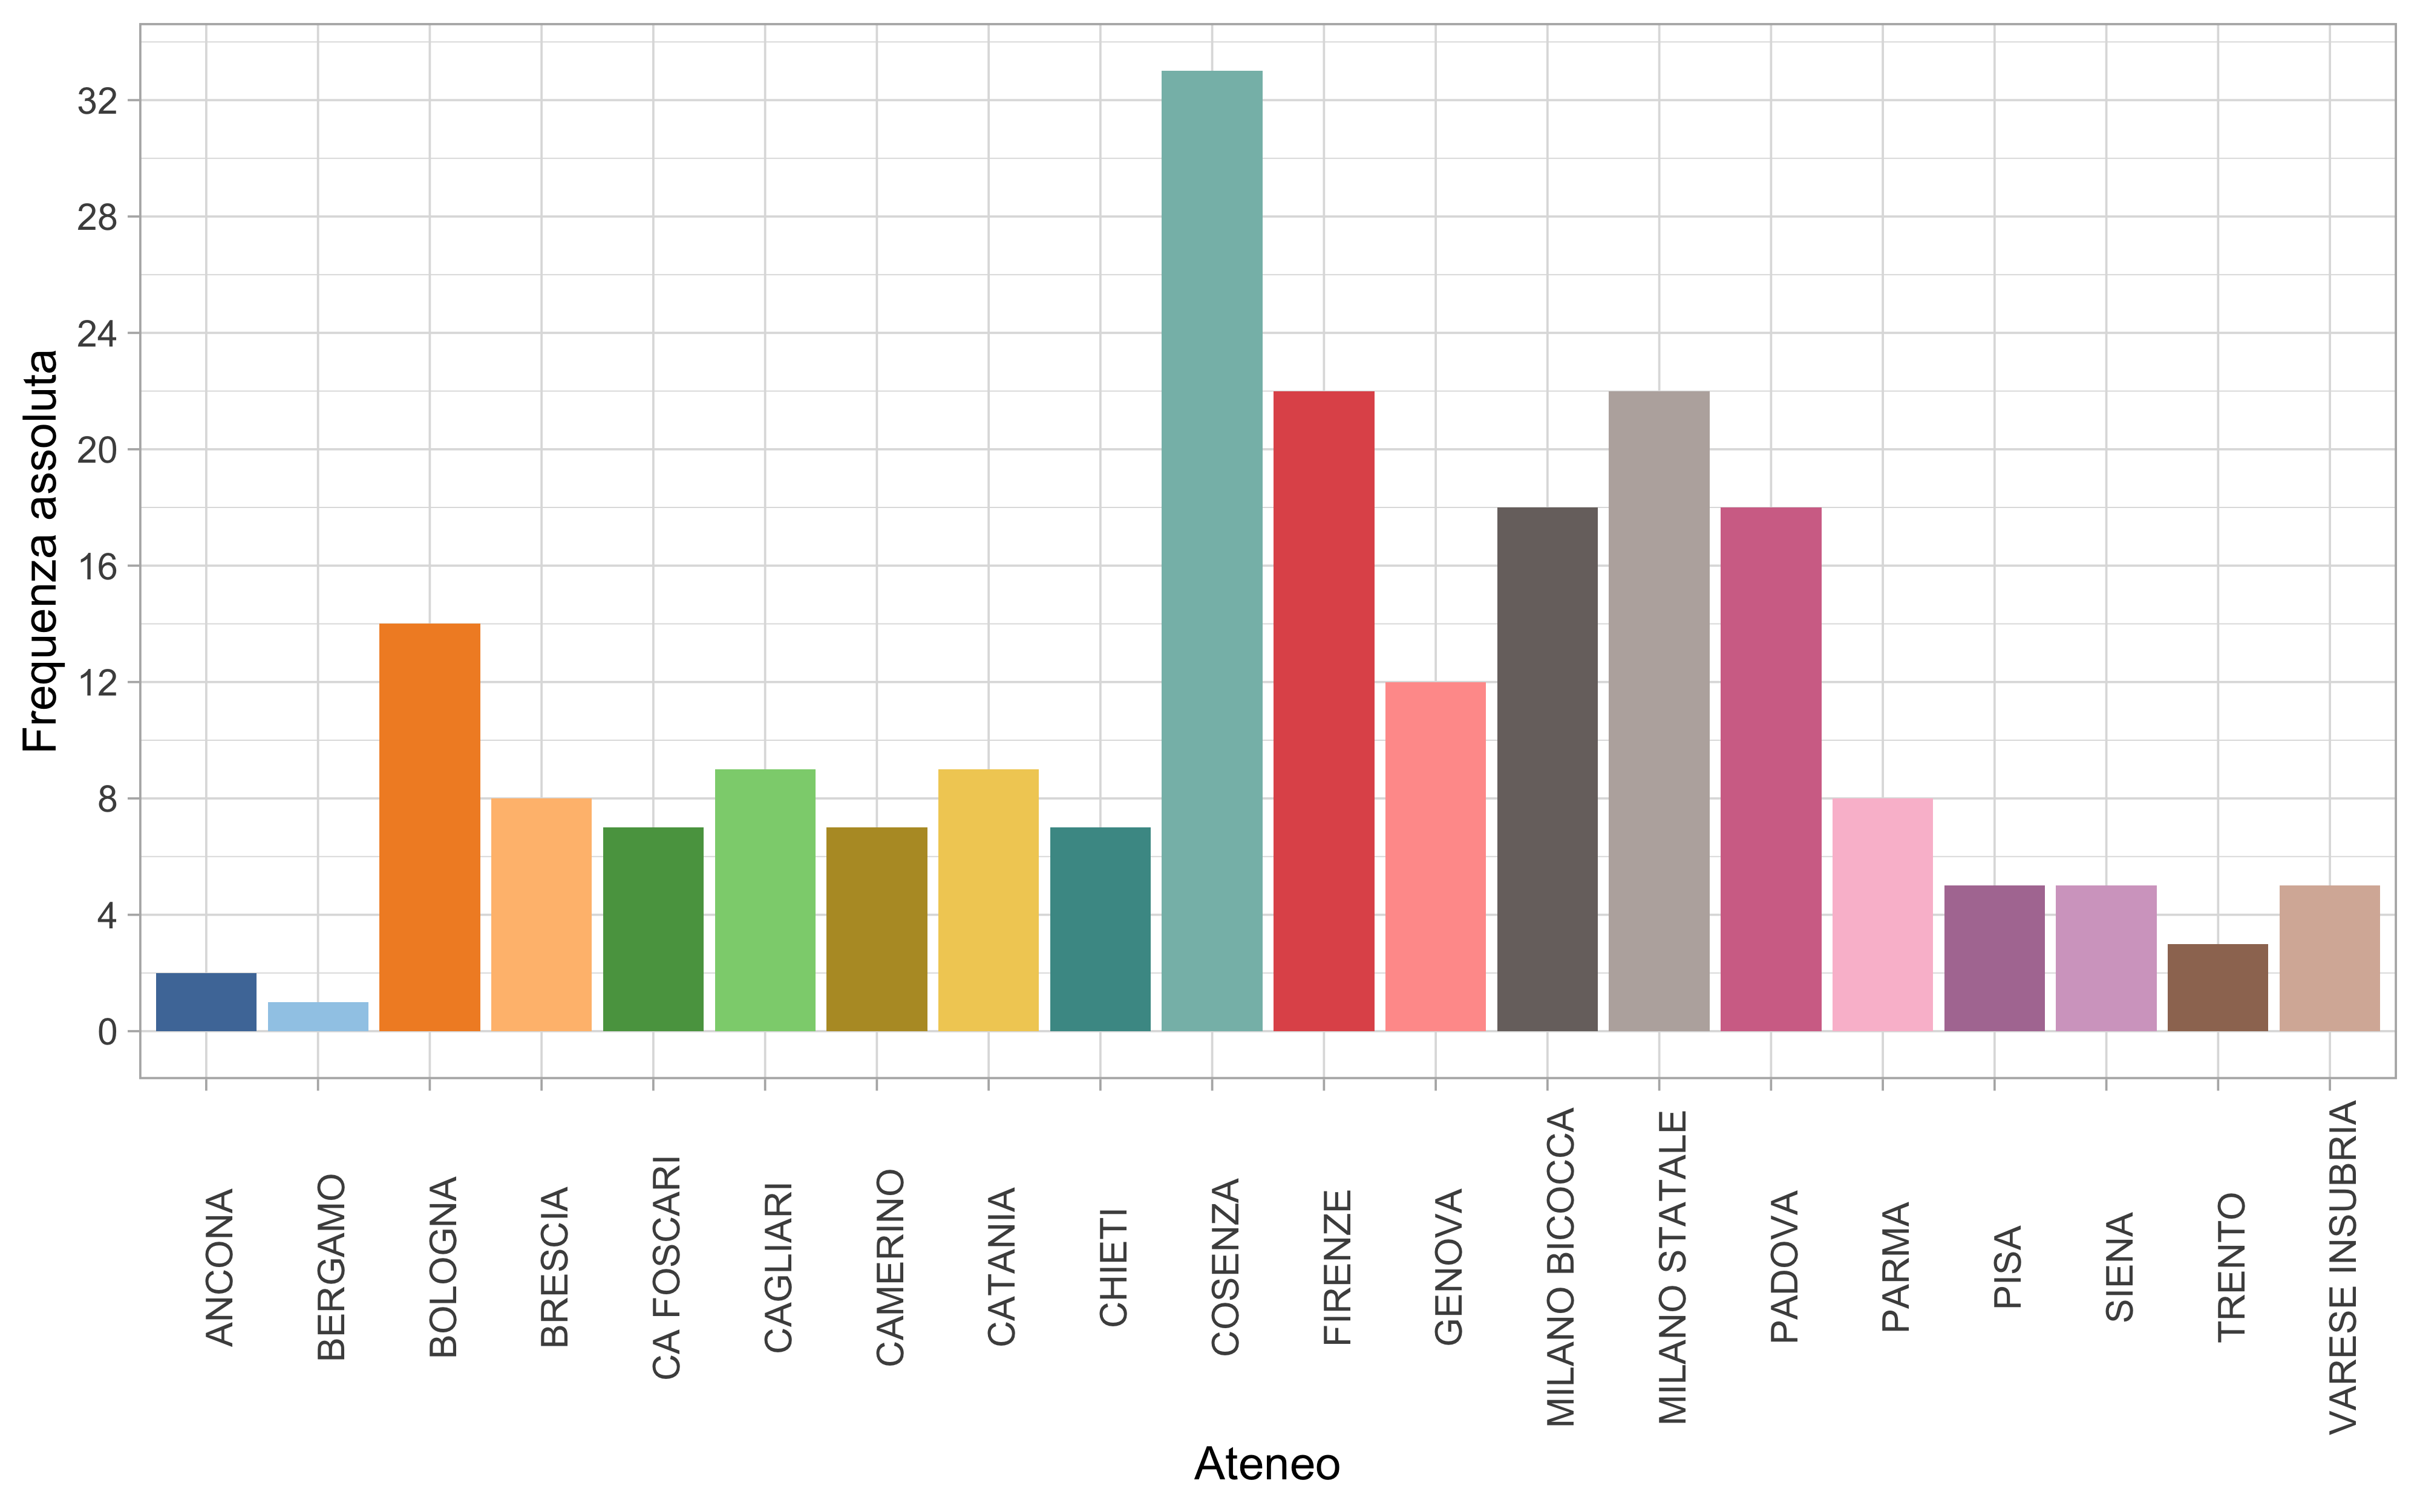 Frequenza assoluta
32
28
24
20
16
12
8
4
0
ANCONA
BERGAMO
BOLOGNA
BRESCIA
CA FOSCARI
CAGLIARI
CAMERINO
CATANIA
CHIETI
COSENZA
FIRENZE
GENOVA
MILANO BICOCCA
MILANO STATALE
PADOVA
PARMA
PISA
SIENA
TRENTO
VARESE INSUBRIA
Ateneo